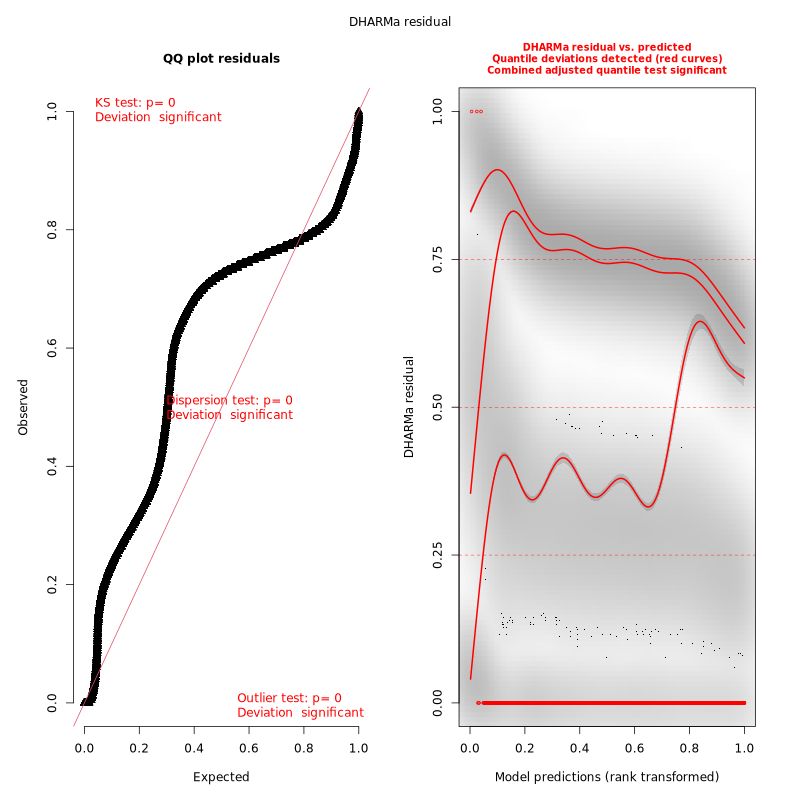 DHARMa residual
QQ plot residuals
KS test: p= 0
Deviation  significant
Dispersion test: p= 0
Deviation  significant
Outlier test: p= 0
Deviation  significant
Observed
0.0
0.2
0.4
0.6
0.8
1.0
0.0
0.2
0.4
0.6
0.8
1.0
Expected
DHARMa residual vs. predicted
Quantile deviations detected (red curves)
Combined adjusted quantile test significant
DHARMa residual
0.00
0.25
0.50
0.75
1.00
0.0
0.2
0.4
0.6
0.8
1.0
Model predictions (rank transformed)